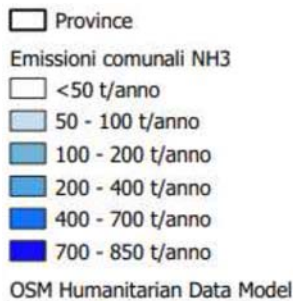 Province
Emissioni comunali NH3
<50 t/anno
50 - 100 t/anno
100 - 200 t/anno
200 - 400 t/anno
400 - 700 t/anno
700 - 850 t/anno
OSM Humanitarian Data Model